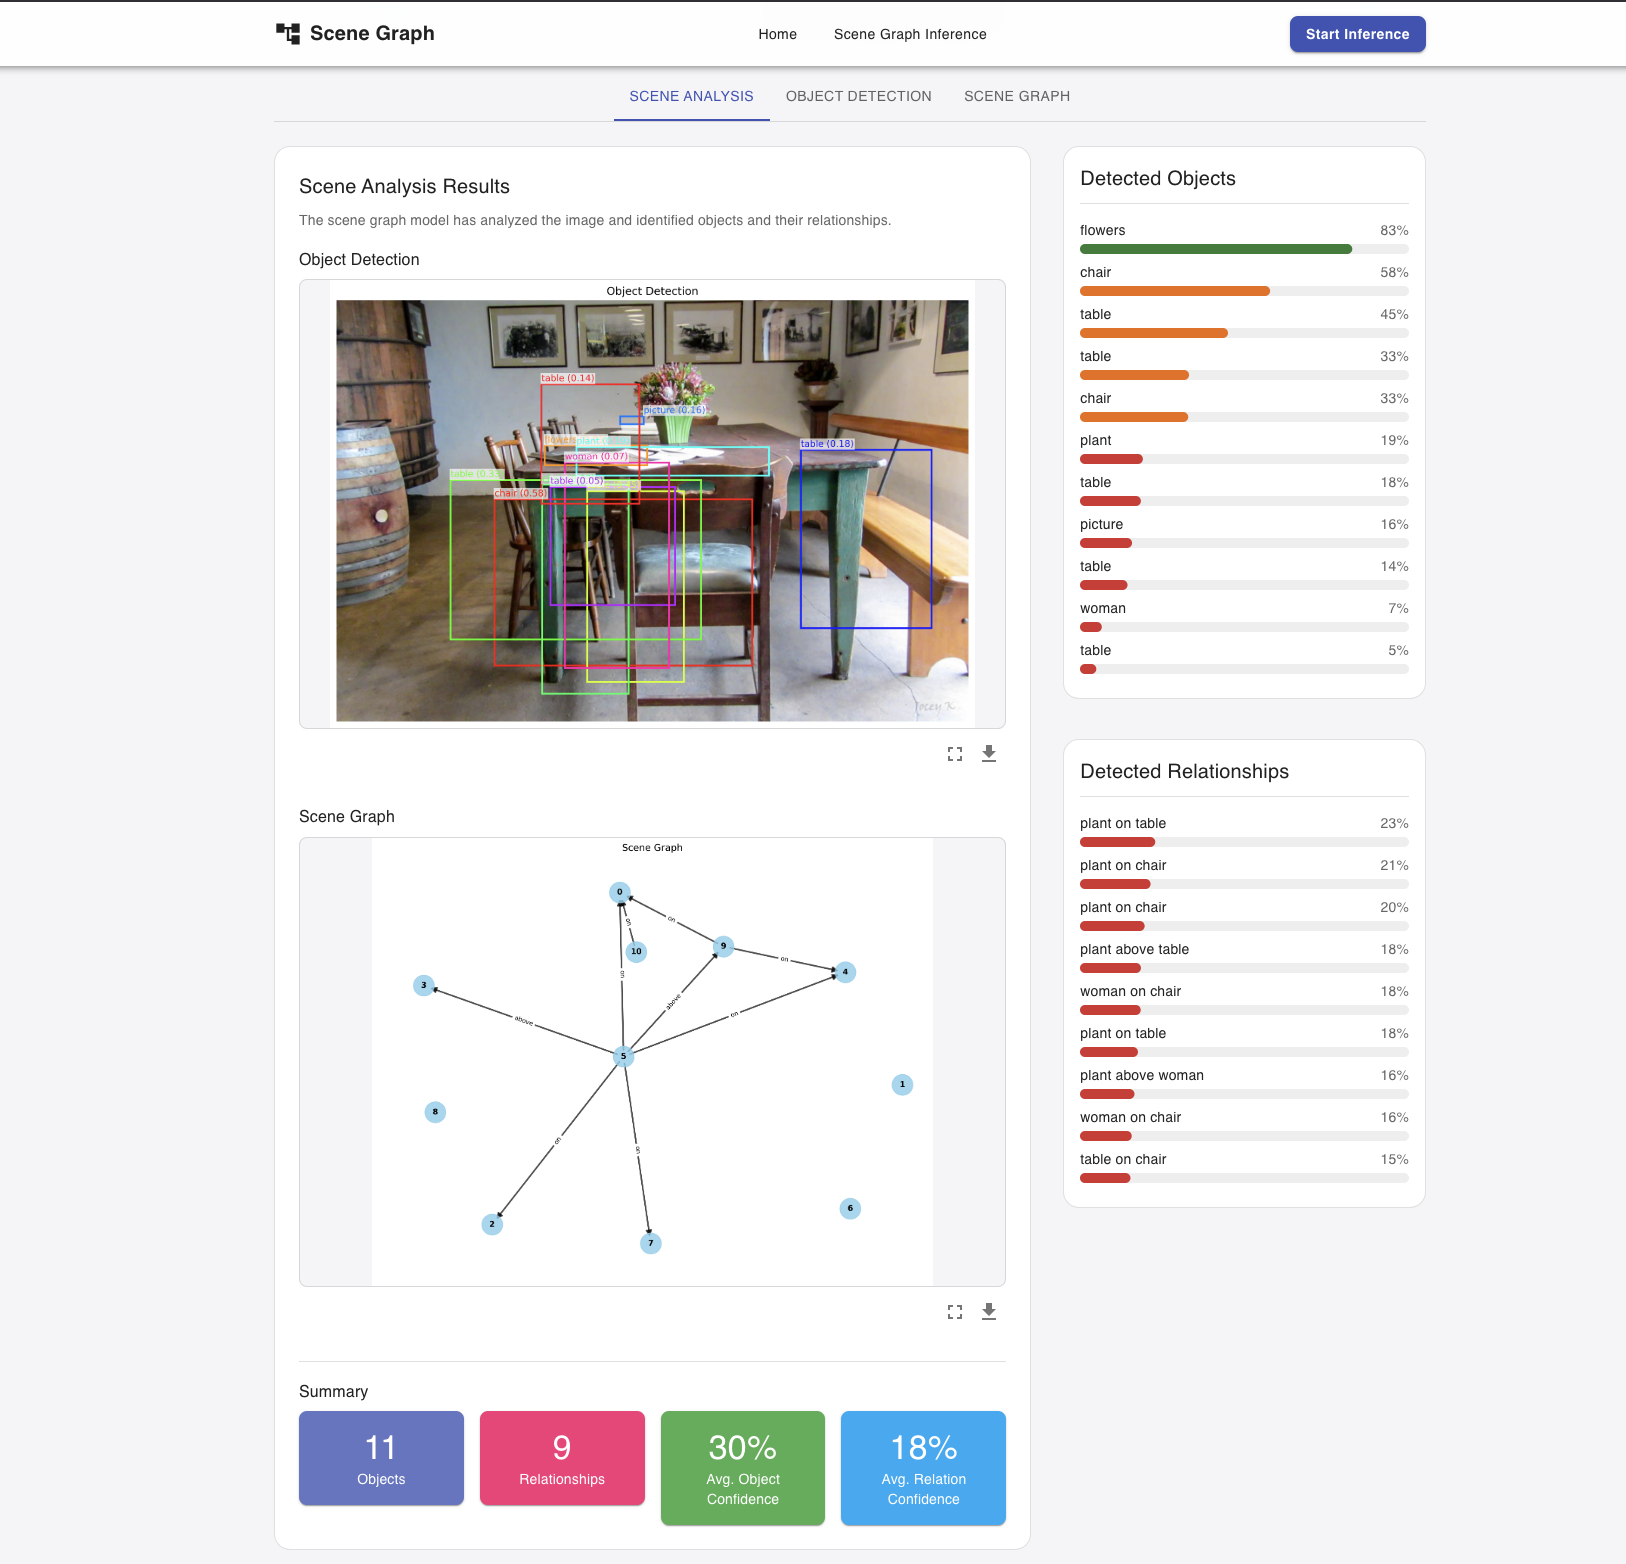 Scene Graph
Home
Scene Graph Inference
Start Inference
SCENE ANALYSIS
OBJECT DETECTION
SCENE GRAPH
Scene Analysis Results
The scene graph model has analyzed the image and identified objects and their relationships.
Object Detection
Object Detection
table (0.14)
picture (0.16)
plant
woman (0.07)
table (0.18)
table (0.33
table (0.05)
chair (0.58)
Jocey K.
Scene Graph
Scene Graph
0
on
on
10
9
on
4
on
3
above
above
on
5
1
8
on
on
6
2
7
Summary
11
Objects
9
Relationships
30%
Avg. Object
Confidence
18%
Avg. Relation
Confidence
Detected Objects
flowers 83%
chair 58%
table 45%
table 33%
chair 33%
plant 19%
table 18%
picture 16%
table 14%
woman 7%
table 5%
Detected Relationships
plant on table 23%
plant on chair 21%
plant on chair 20%
plant above table 18%
woman on chair 18%
plant on table 18%
plant above woman 16%
woman on chair 16%
table on chair 15%